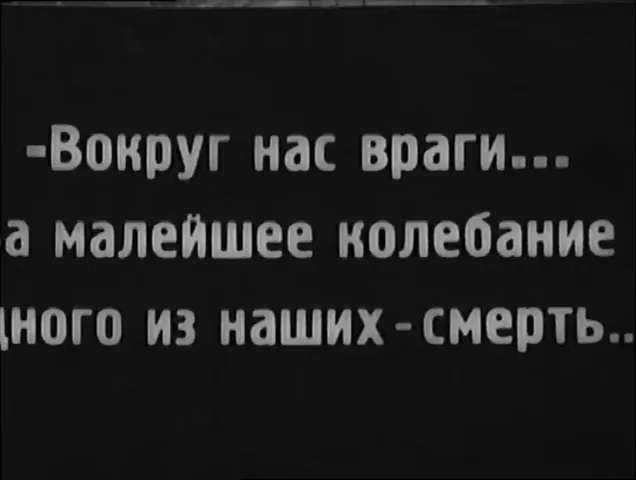 -Вокруг нас враги...
а малейшее колебание
ного из наших-смерть..